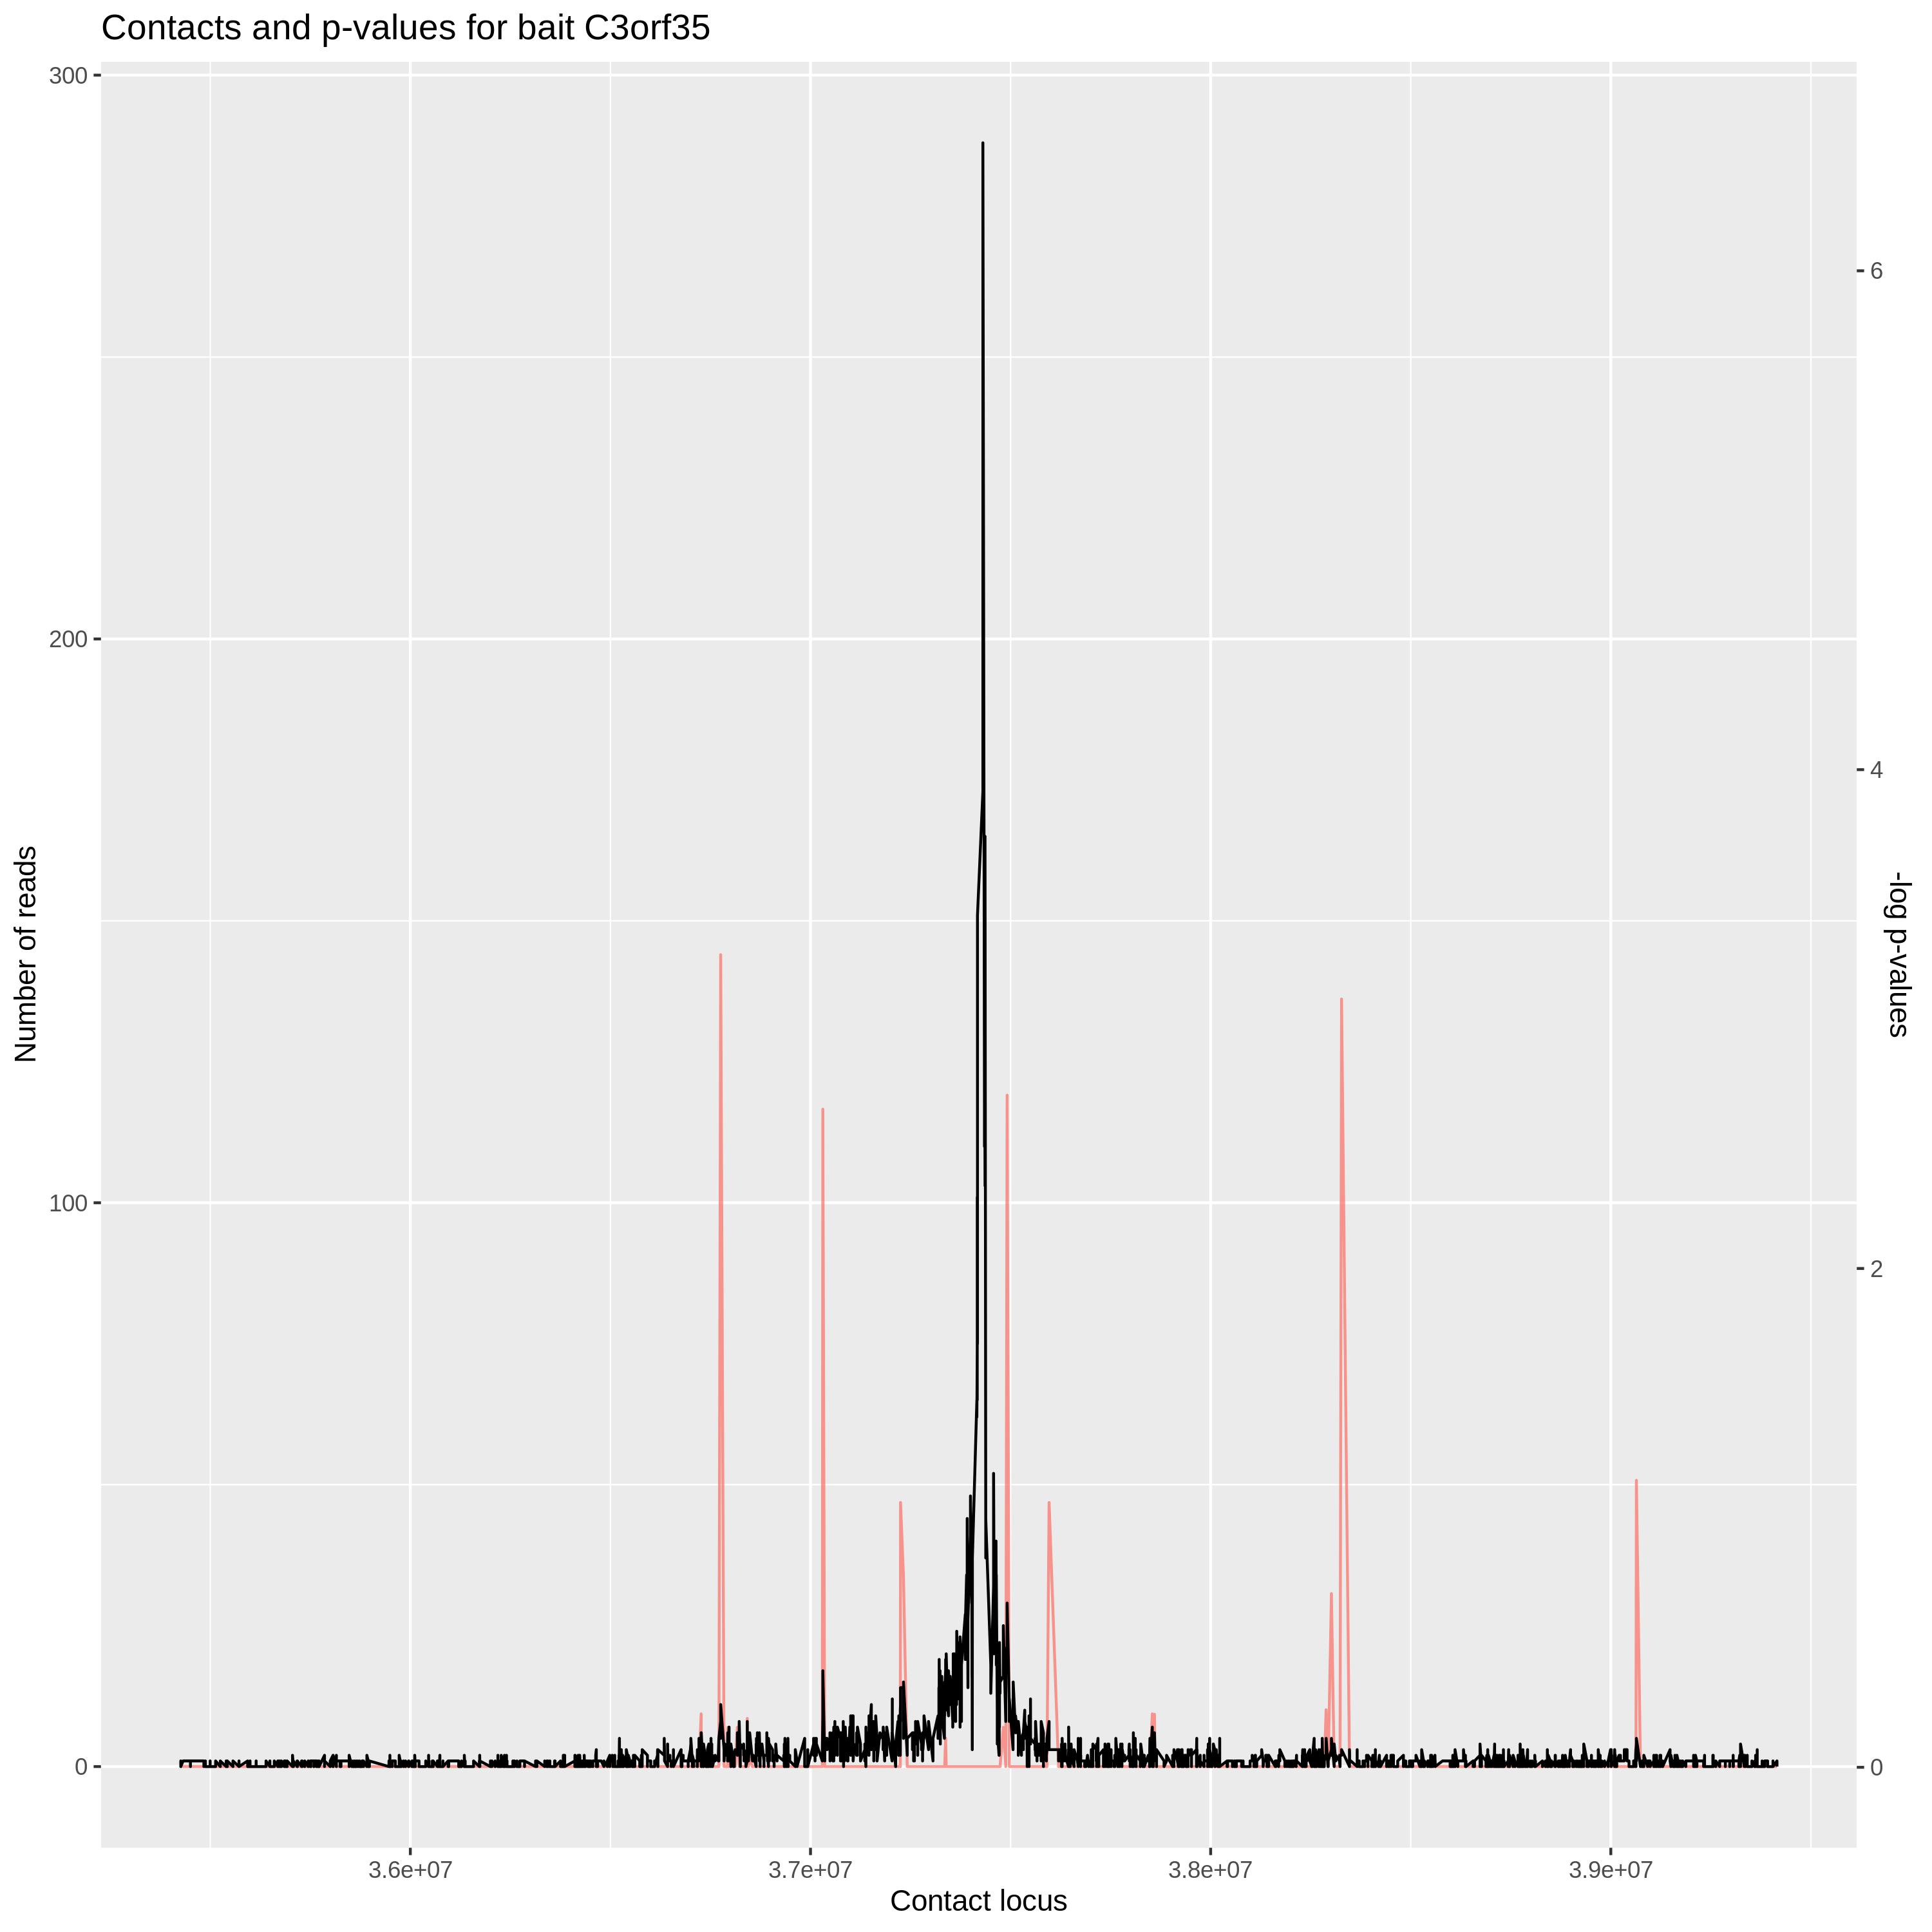 Contacts and p-values for bait C3orf35
300
200
100
0
Number of reads
6
4
2
0
-log p-values
3.6e+07 3.7e+07 3.8e+07 3.9e+07
Contact locus